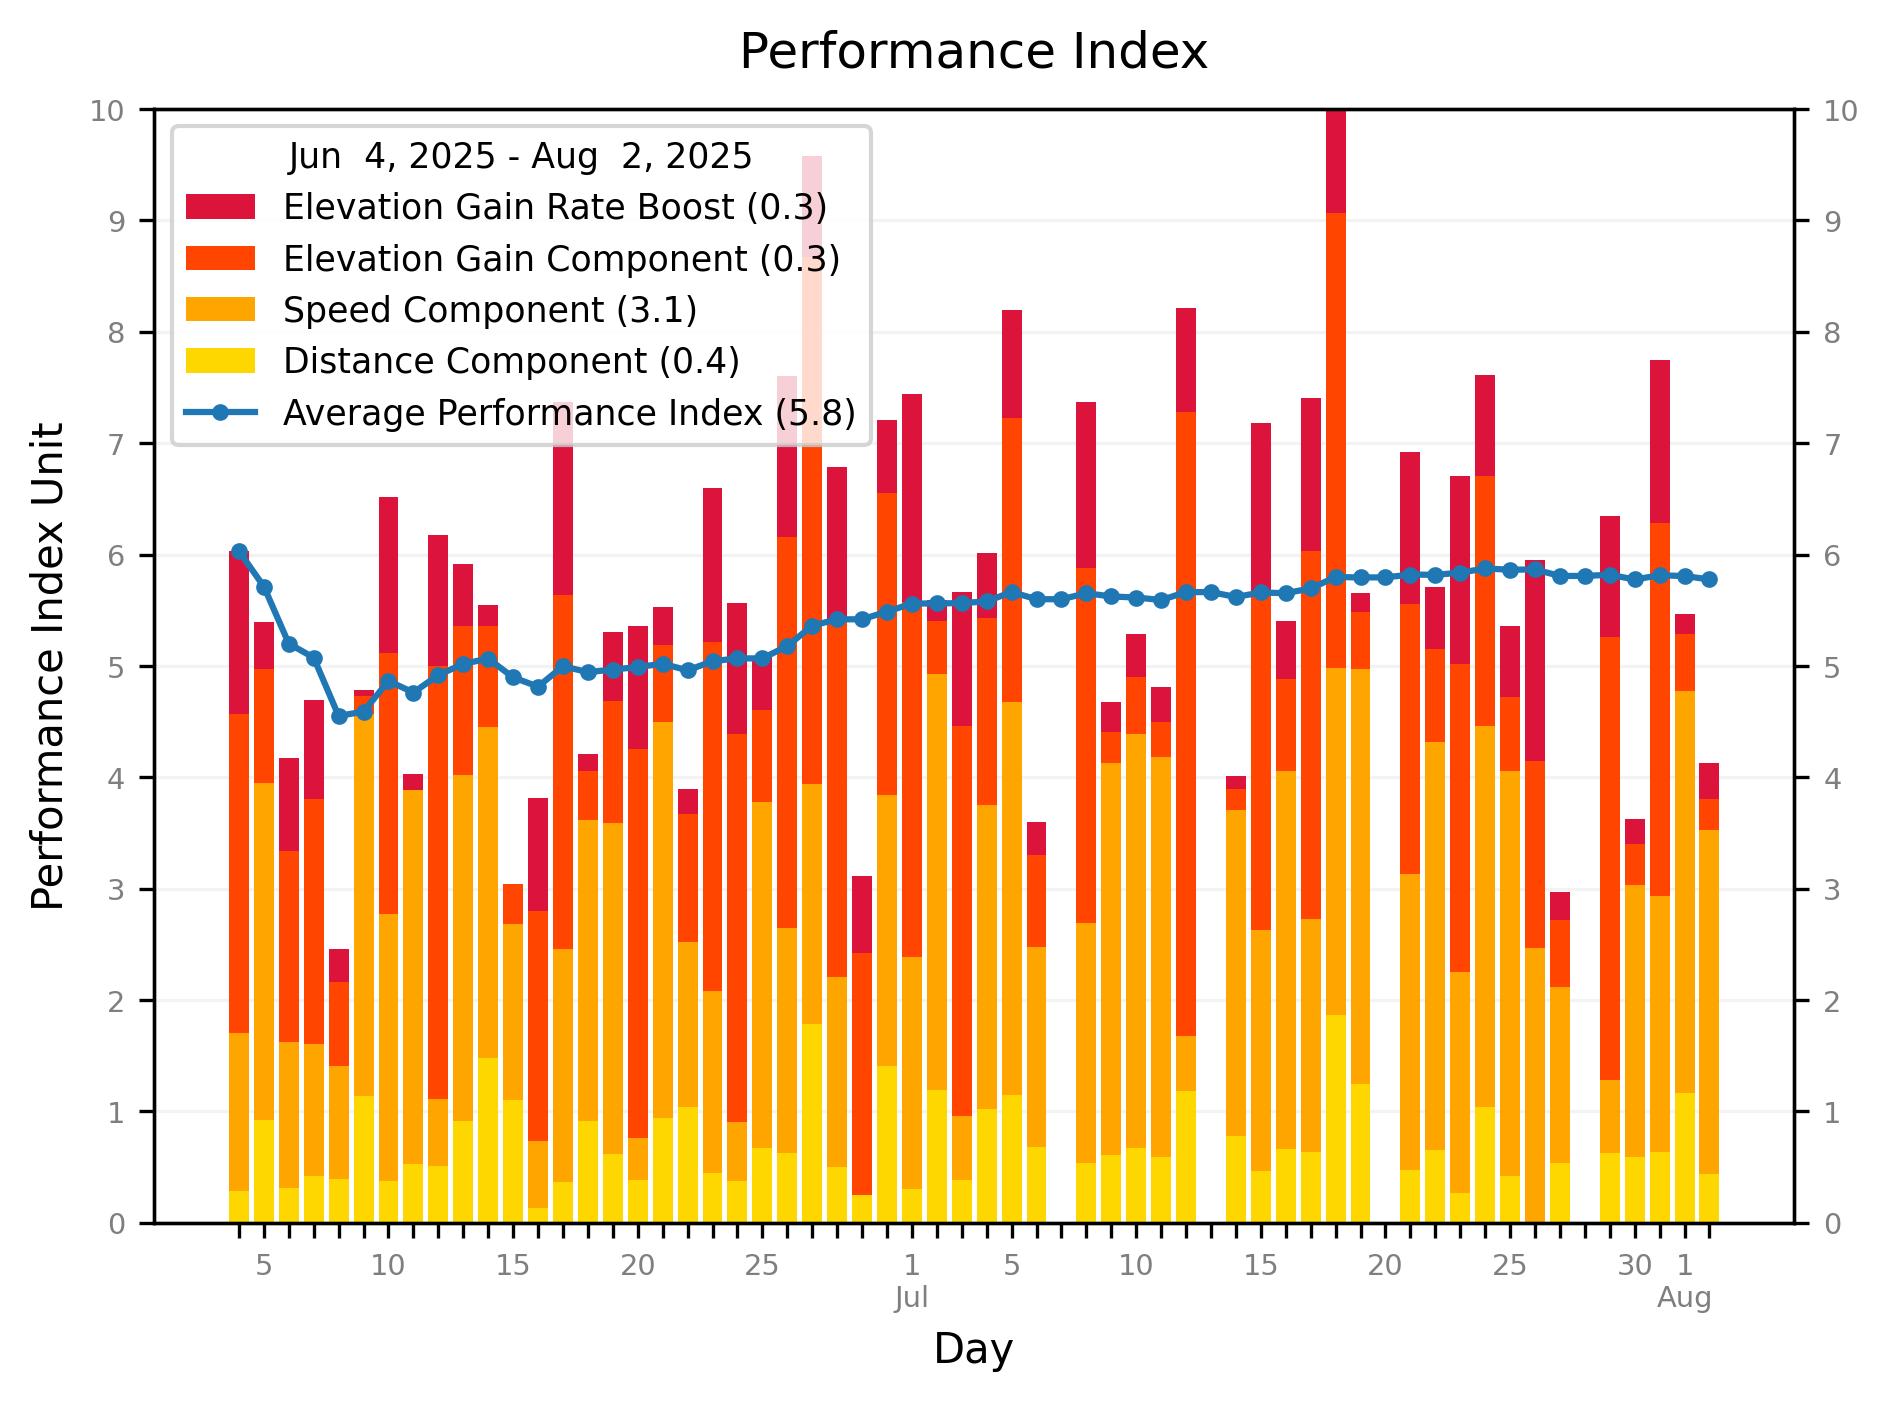 Performance Index
Jun  4, 2025 - Aug  2, 2025
Elevation Gain Rate Boost (0.3)
Elevation Gain Component (0.3)
Speed Component (3.1)
Distance Component (0.4)
Average Performance Index (5.8)
Performance Index Unit
10 10
9 9
8 8
7 7
6 6
5 5
4 4
3 3
2 2
1 1
0 0
5 10 15 20 25 1 5 10 15 20 25 30 1
Jul Aug
Day